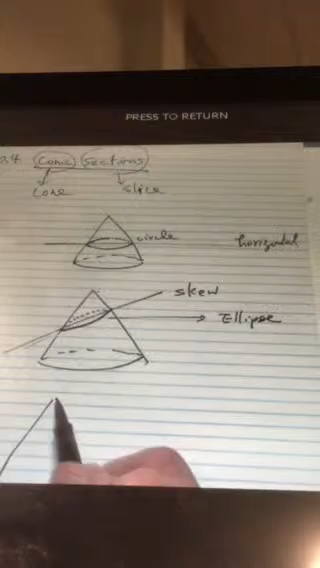 PRESS TO RETURN
Conic Sections
Cone slice
circle horizontal
skew
Ellipse